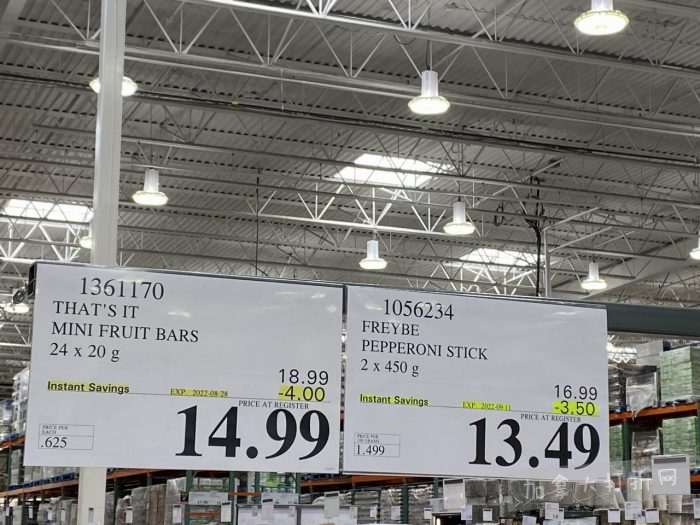 1361170
THAT'S IT
MINI FRUIT BARS
24 x 20 g
18.99
Instant Savings
EXP. 2022-08/28
-4.00
PRICE AT REGISTER
14.99
PRICE PER
EACH
.625
1056234
FREYBE
PEPPERONI STICK
2 x 450 g
16.99
Instant Savings
EXP. 2022-09/11
-3.50
PRICE AT REGISTER
13.49
PRICE PER
100 GRAM
1.499